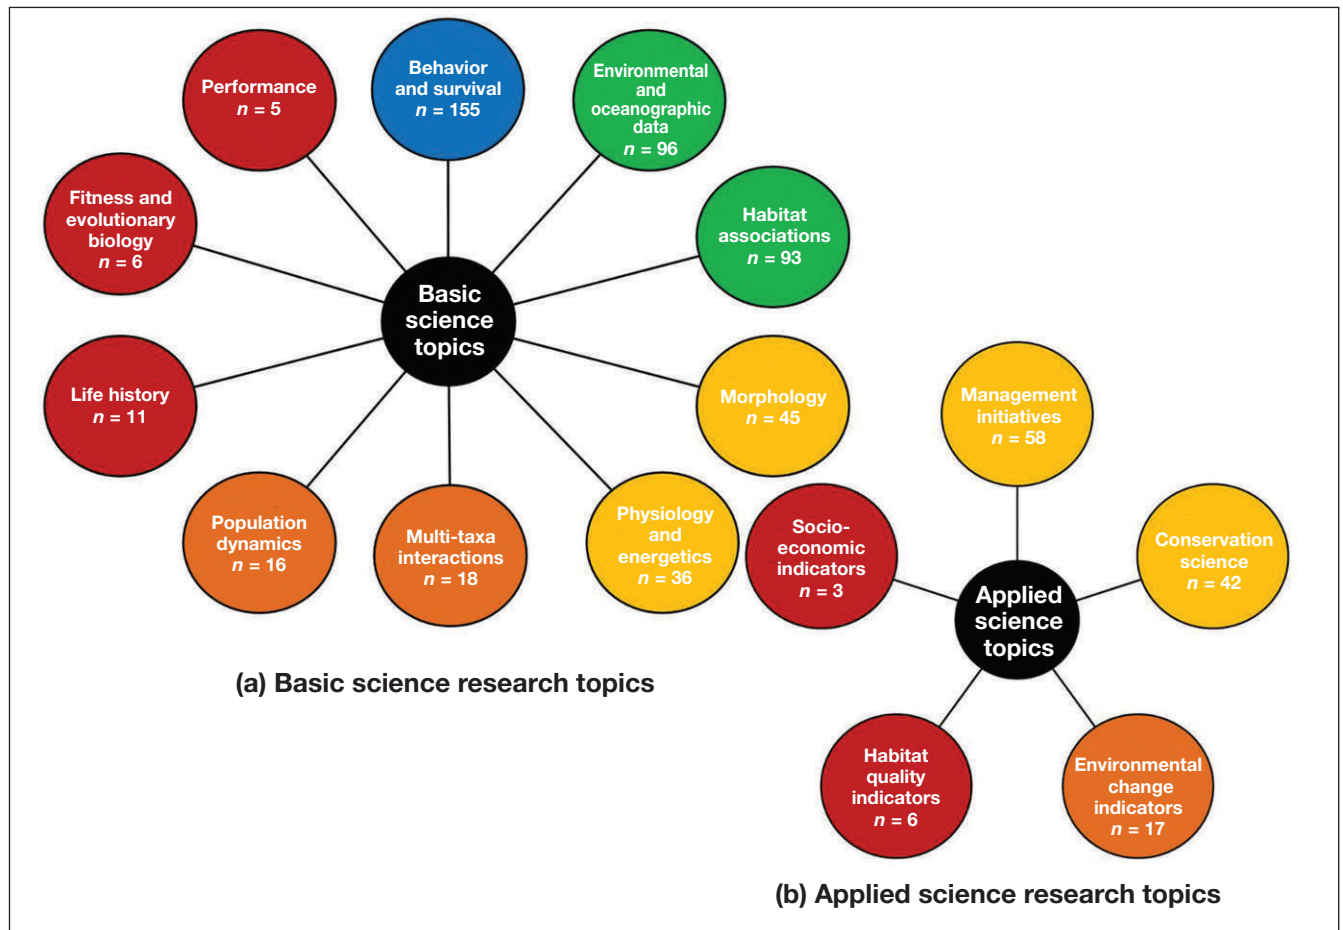 Performance
n = 5
Behavior
and survival
n = 155
Environmental
and
oceanographic
data
n = 96
Fitness and
evolutionary
biology
n = 6
Habitat
associations
n = 93
Basic
science
topics
Life history
n = 11
Morphology
n = 45
Population
dynamics
n = 16
Multi-taxa
interactions
n = 18
Physiology
and
energetics
n = 36
(a) Basic science research topics
Management
initiatives
n = 58
Socio-
economic
indicators
n = 3
Conservation
science
n = 42
Applied
science
topics
Habitat
quality
indicators
n = 6
Environmental
change
indicators
n = 17
(b) Applied science research topics